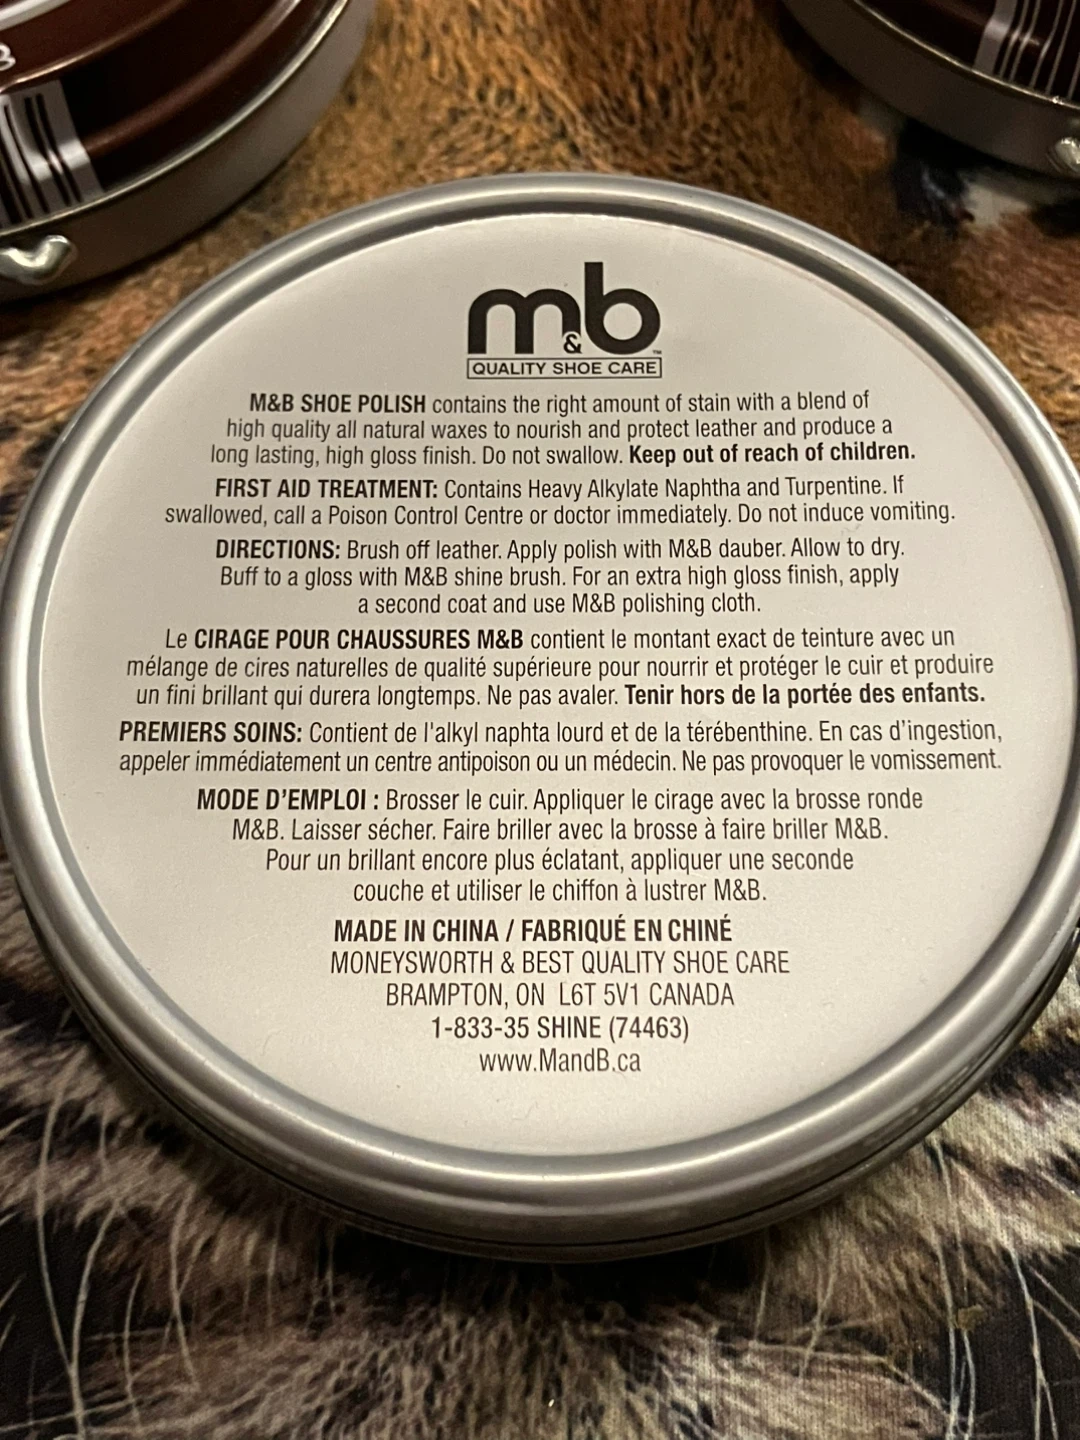 3
m&b™
QUALITY SHOE CARE
M&B SHOE POLISH contains the right amount of stain with a blend of
high quality all natural waxes to nourish and protect leather and produce a
long lasting, high gloss finish. Do not swallow. Keep out of reach of children.
FIRST AID TREATMENT: Contains Heavy Alkylate Naphtha and Turpentine. If
swallowed, call a Poison Control Centre or doctor immediately. Do not induce vomiting.
DIRECTIONS: Brush off leather. Apply polish with M&B dauber. Allow to dry.
Buff to a gloss with M&B shine brush. For an extra high gloss finish, apply
a second coat and use M&B polishing cloth.
Le CIRAGE POUR CHAUSSURES M&B contient le montant exact de teinture avec un
mélange de cires naturelles de qualité supérieure pour nourrir et protéger le cuir et produire
un fini brillant qui durera longtemps. Ne pas avaler. Tenir hors de la portée des enfants.
PREMIERS SOINS: Contient de l'alkyl naphta lourd et de la térébenthine. En cas d'ingestion,
appeler immédiatement un centre antipoison ou un médecin. Ne pas provoquer le vomissement.
MODE D'EMPLOI : Brosser le cuir. Appliquer le cirage avec la brosse ronde
M&B. Laisser sécher. Faire briller avec la brosse à faire briller M&B.
Pour un brillant encore plus éclatant, appliquer une seconde
couche et utiliser le chiffon à lustrer M&B.
MADE IN CHINA / FABRIQUÉ EN CHINÉ
MONEYSWORTH & BEST QUALITY SHOE CARE
BRAMPTON, ON L6T 5V1 CANADA
1-833-35 SHINE (74463)
www.MandB.ca